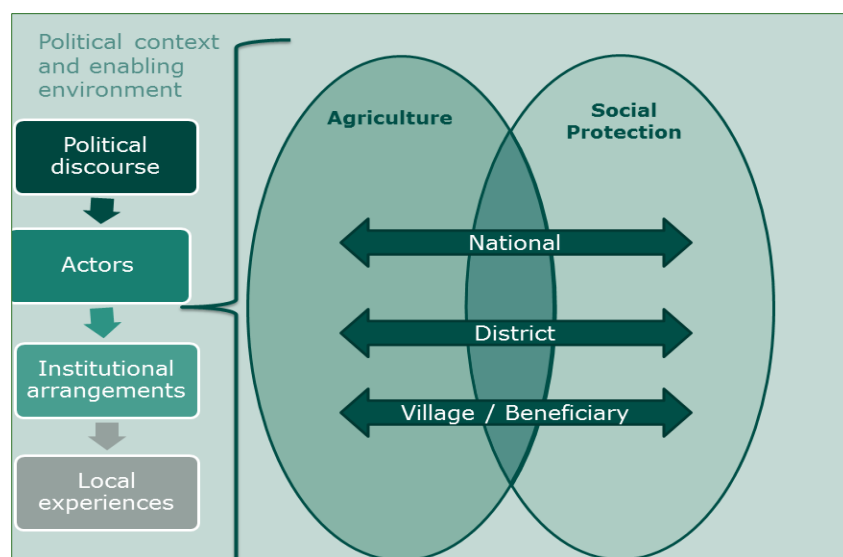 Political context
and enabling
environment
Political
discourse
Actors
Institutional
arrangements
Local
experiences
Agriculture
Social
Protection
National
District
Village / Beneficiary